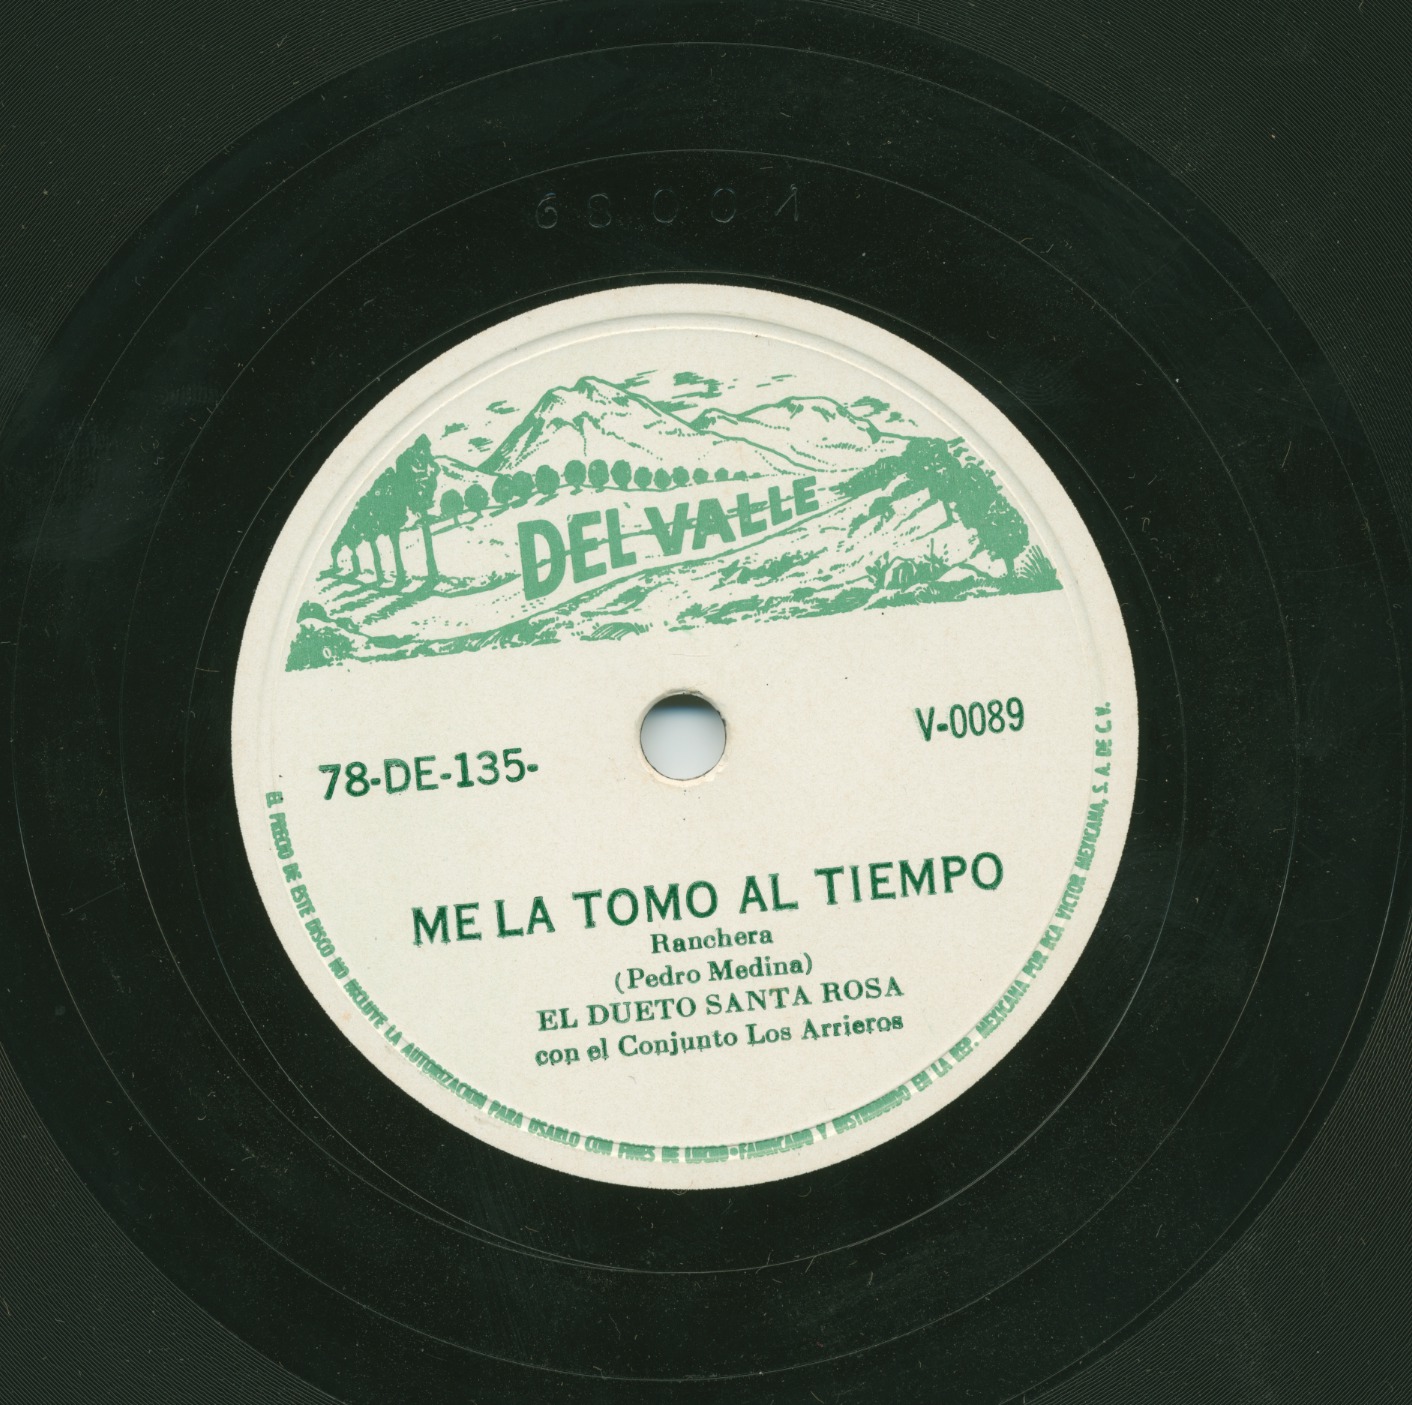 68001
DEL VALLE
V-0089
78-DE-135-
ME LA TOMO AL TIEMPO
Ranchera
(Pedro Medina)
EL DUETO SANTA ROSA
con el Conjunto Los Arrieros
EL PRECIO DE ESTE DISCO NO INCLUYE LA AUTORIZACION PARA USARLO CON FINES DE LUCRO•FABRICADO Y DISTRIBUIDO EN LA REP. MEXICANA POR RCA VICTOR MEXICANA, S. A. DE C. V.